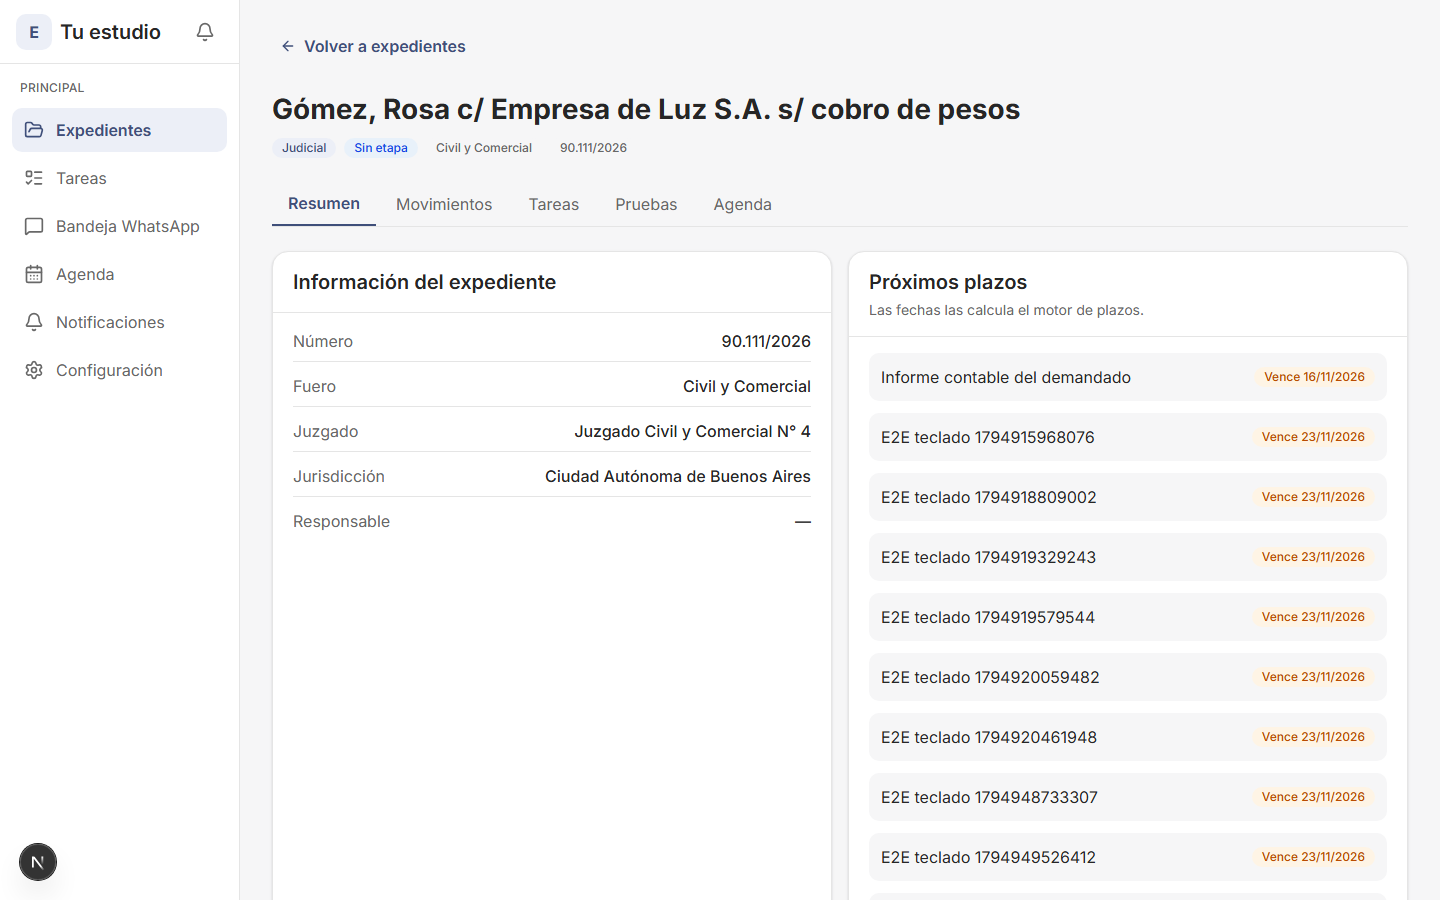 E Tu estudio
PRINCIPAL
Expedientes
Tareas
Bandeja WhatsApp
Agenda
Notificaciones
Configuración
N
Volver a expedientes
Gómez, Rosa c/ Empresa de Luz S.A. s/ cobro de pesos
Judicial Sin etapa Civil y Comercial 90.111/2026
Resumen Movimientos Tareas Pruebas Agenda
Información del expediente
Número 90.111/2026
Fuero Civil y Comercial
Juzgado Juzgado Civil y Comercial N° 4
Jurisdicción Ciudad Autónoma de Buenos Aires
Responsable —
Próximos plazos
Las fechas las calcula el motor de plazos.
Informe contable del demandado Vence 16/11/2026
E2E teclado 1794915968076 Vence 23/11/2026
E2E teclado 1794918809002 Vence 23/11/2026
E2E teclado 1794919329243 Vence 23/11/2026
E2E teclado 1794919579544 Vence 23/11/2026
E2E teclado 1794920059482 Vence 23/11/2026
E2E teclado 1794920461948 Vence 23/11/2026
E2E teclado 1794948733307 Vence 23/11/2026
E2E teclado 1794949526412 Vence 23/11/2026